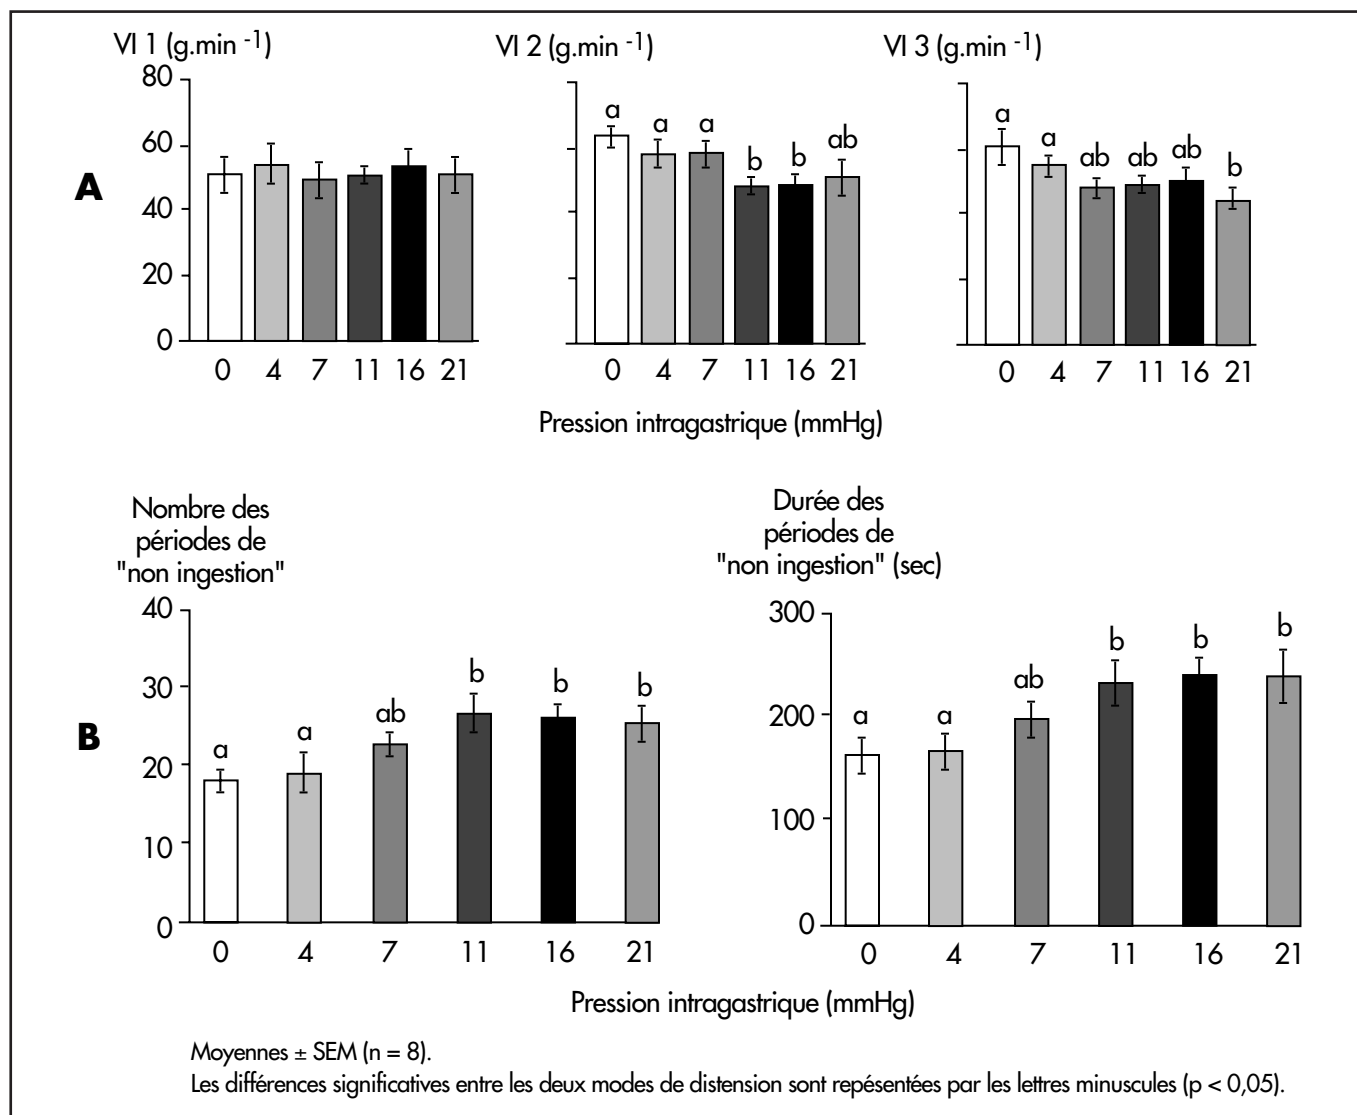 VI 1 (g.min -1)
VI 2 (g.min -1)
VI 3 (g.min -1)
A
80
60
40
20
0
a a a b b ab
a a ab ab ab b
0 4 7 11 16 21
0 4 7 11 16 21
0 4 7 11 16 21
Pression intragastrique (mmHg)
B
Nombre des
périodes de
"non ingestion"
40
30
20
10
0
a a ab b b b
0 4 7 11 16 21
Durée des
périodes de
"non ingestion" (sec)
300
200
100
0
a a ab b b b
0 4 7 11 16 21
Pression intragastrique (mmHg)
Moyennes ± SEM (n = 8).
Les différences significatives entre les deux modes de distension sont repésentées par les lettres minuscules (p < 0,05).